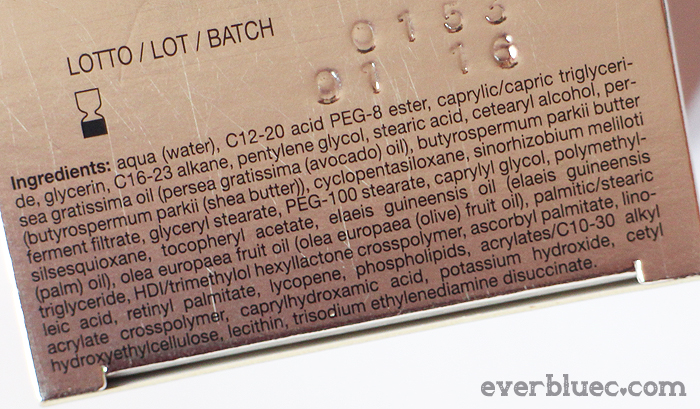 LOTTO / LOT / BATCH
0153
01 16
Ingredients: aqua (water), C12-20 acid PEG-8 ester, caprylic/capric triglyceri-
de, glycerin, C16-23 alkane, pentylene glycol, stearic acid, cetearyl alcohol, per-
sea gratissima oil (persea gratissima (avocado) oil), butyrospermum parkii butter
(butyrospermum parkii (shea butter)), cyclopentasiloxane, sinorhizobium meliloti
ferment filtrate, glyceryl stearate, PEG-100 stearate, caprylyl glycol, polymethyl-
silsesquioxane, tocopheryl acetate, elaeis guineensis oil (elaeis guineensis
(palm) oil), olea europaea fruit oil (olea europaea (olive) fruit oil), palmitic/stearic
triglyceride, HDI/trimethylol hexyllactone crosspolymer, ascorbyl palmitate, lino-
leic acid, retinyl palmitate, lycopene, phospholipids, acrylates/C10-30 alkyl
acrylate crosspolymer, caprylhydroxamic acid, potassium hydroxide, cetyl
hydroxyethylcellulose, lecithin, trisodium ethylenediamine disuccinate.
everbluec♥com